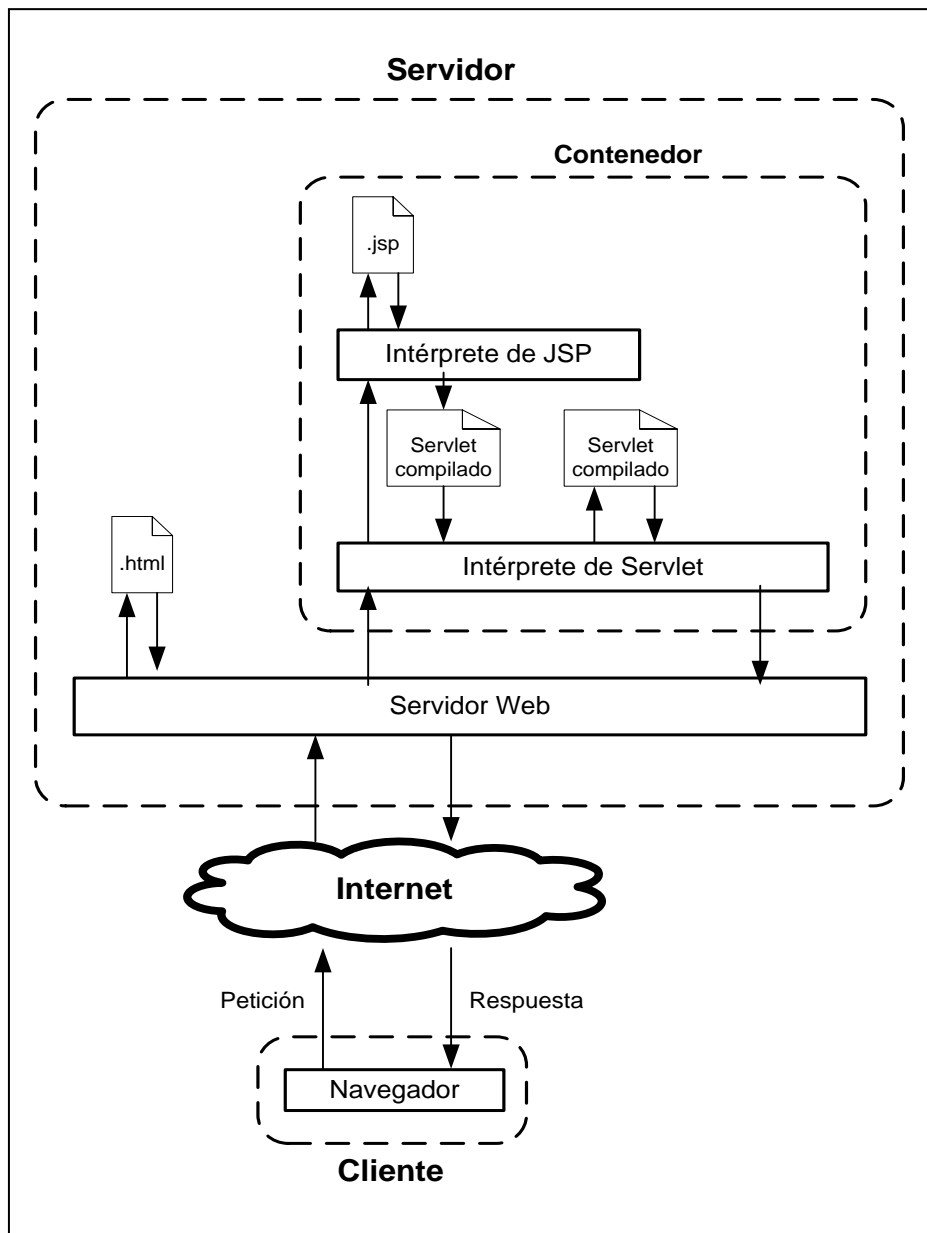 Servidor
Contenedor
.jsp
Intérprete de JSP
Servlet
compilado
Servlet
compilado
.html
Intérprete de Servlet
Servidor Web
Internet
Petición
Respuesta
Navegador
Cliente